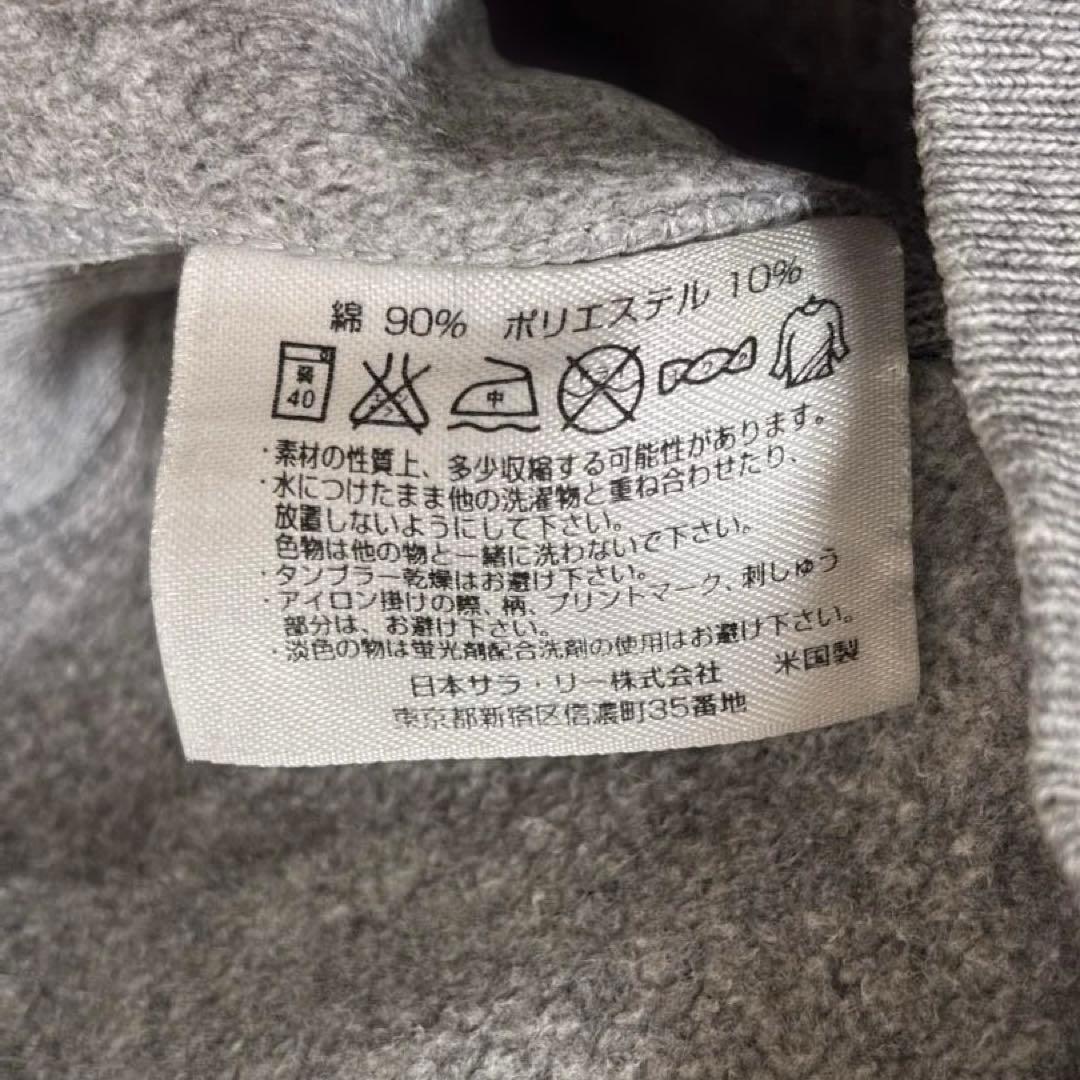 綿 90% ポリエステル 10%
弱
40
中
・素材の性質上、多少収縮する可能性があります。
・水につけたまま他の洗濯物と重ね合わせたり、
放置しないようにして下さい。
色物は他の物と一緒に洗わないで下さい。
・タンブラー乾燥はお避け下さい。
・アイロン掛けの際、柄、プリントマーク、刺しゅう
部分は、お避け下さい。
・淡色の物は蛍光剤配合洗剤の使用はお避け下さい。
日本サラ・リー株式会社 米国製
東京都新宿区信濃町35番地